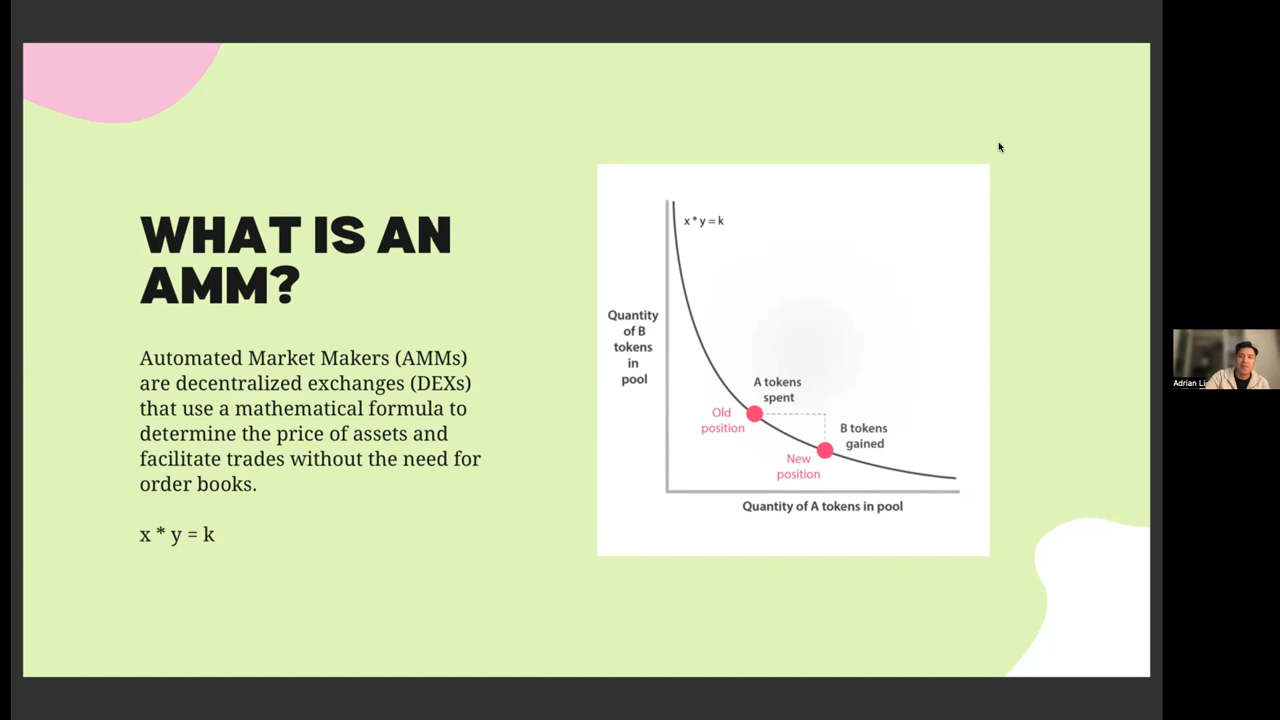 WHAT IS AN
AMM?
Automated Market Makers (AMMs)
are decentralized exchanges (DEXs)
that use a mathematical formula to
determine the price of assets and
facilitate trades without the need for
order books.
x * y = k
x * y = k
Quantity
of B
tokens
in
pool
A tokens
spent
Old
position
B tokens
gained
New
position
Quantity of A tokens in pool
Adrian Li